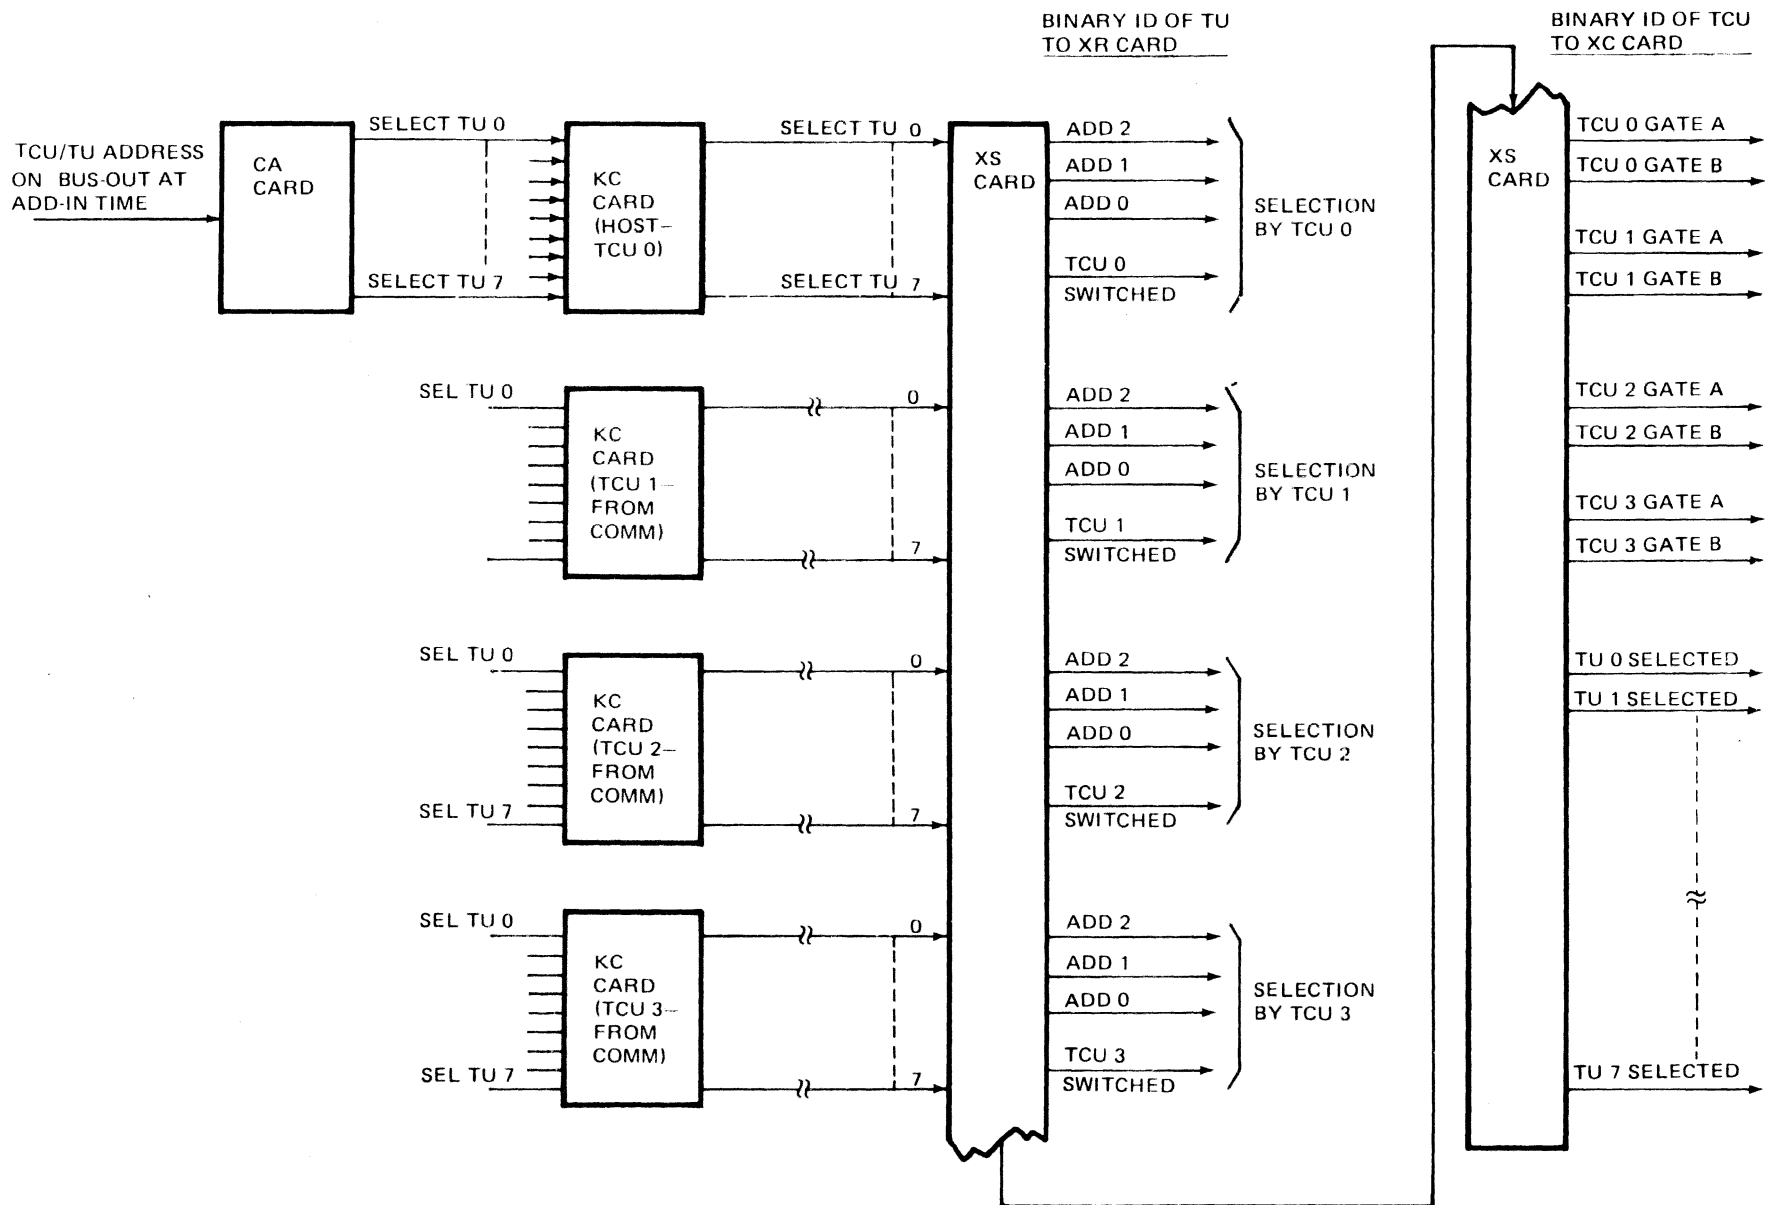 BINARY ID OF TU
TO XR CARD
BINARY ID OF TCU
TO XC CARD
TCU/TU ADDRESS
ON BUS-OUT AT
ADD-IN TIME
CA
CARD
SELECT TU 0
SELECT TU 7
KC
CARD
(HOST–
TCU 0)
SELECT TU 0
SELECT TU 7
XS
CARD
ADD 2
ADD 1
ADD 0
TCU 0
SWITCHED
SELECTION
BY TCU 0
SEL TU 0
KC
CARD
(TCU 1–
FROM
COMM)
0
7
ADD 2
ADD 1
ADD 0
TCU 1
SWITCHED
SELECTION
BY TCU 1
SEL TU 0
SEL TU 7
KC
CARD
(TCU 2–
FROM
COMM)
0
7
ADD 2
ADD 1
ADD 0
TCU 2
SWITCHED
SELECTION
BY TCU 2
SEL TU 0
SEL TU 7
KC
CARD
(TCU 3–
FROM
COMM)
0
7
ADD 2
ADD 1
ADD 0
TCU 3
SWITCHED
SELECTION
BY TCU 3
XS
CARD
TCU 0 GATE A
TCU 0 GATE B
TCU 1 GATE A
TCU 1 GATE B
TCU 2 GATE A
TCU 2 GATE B
TCU 3 GATE A
TCU 3 GATE B
TU 0 SELECTED
TU 1 SELECTED
TU 7 SELECTED